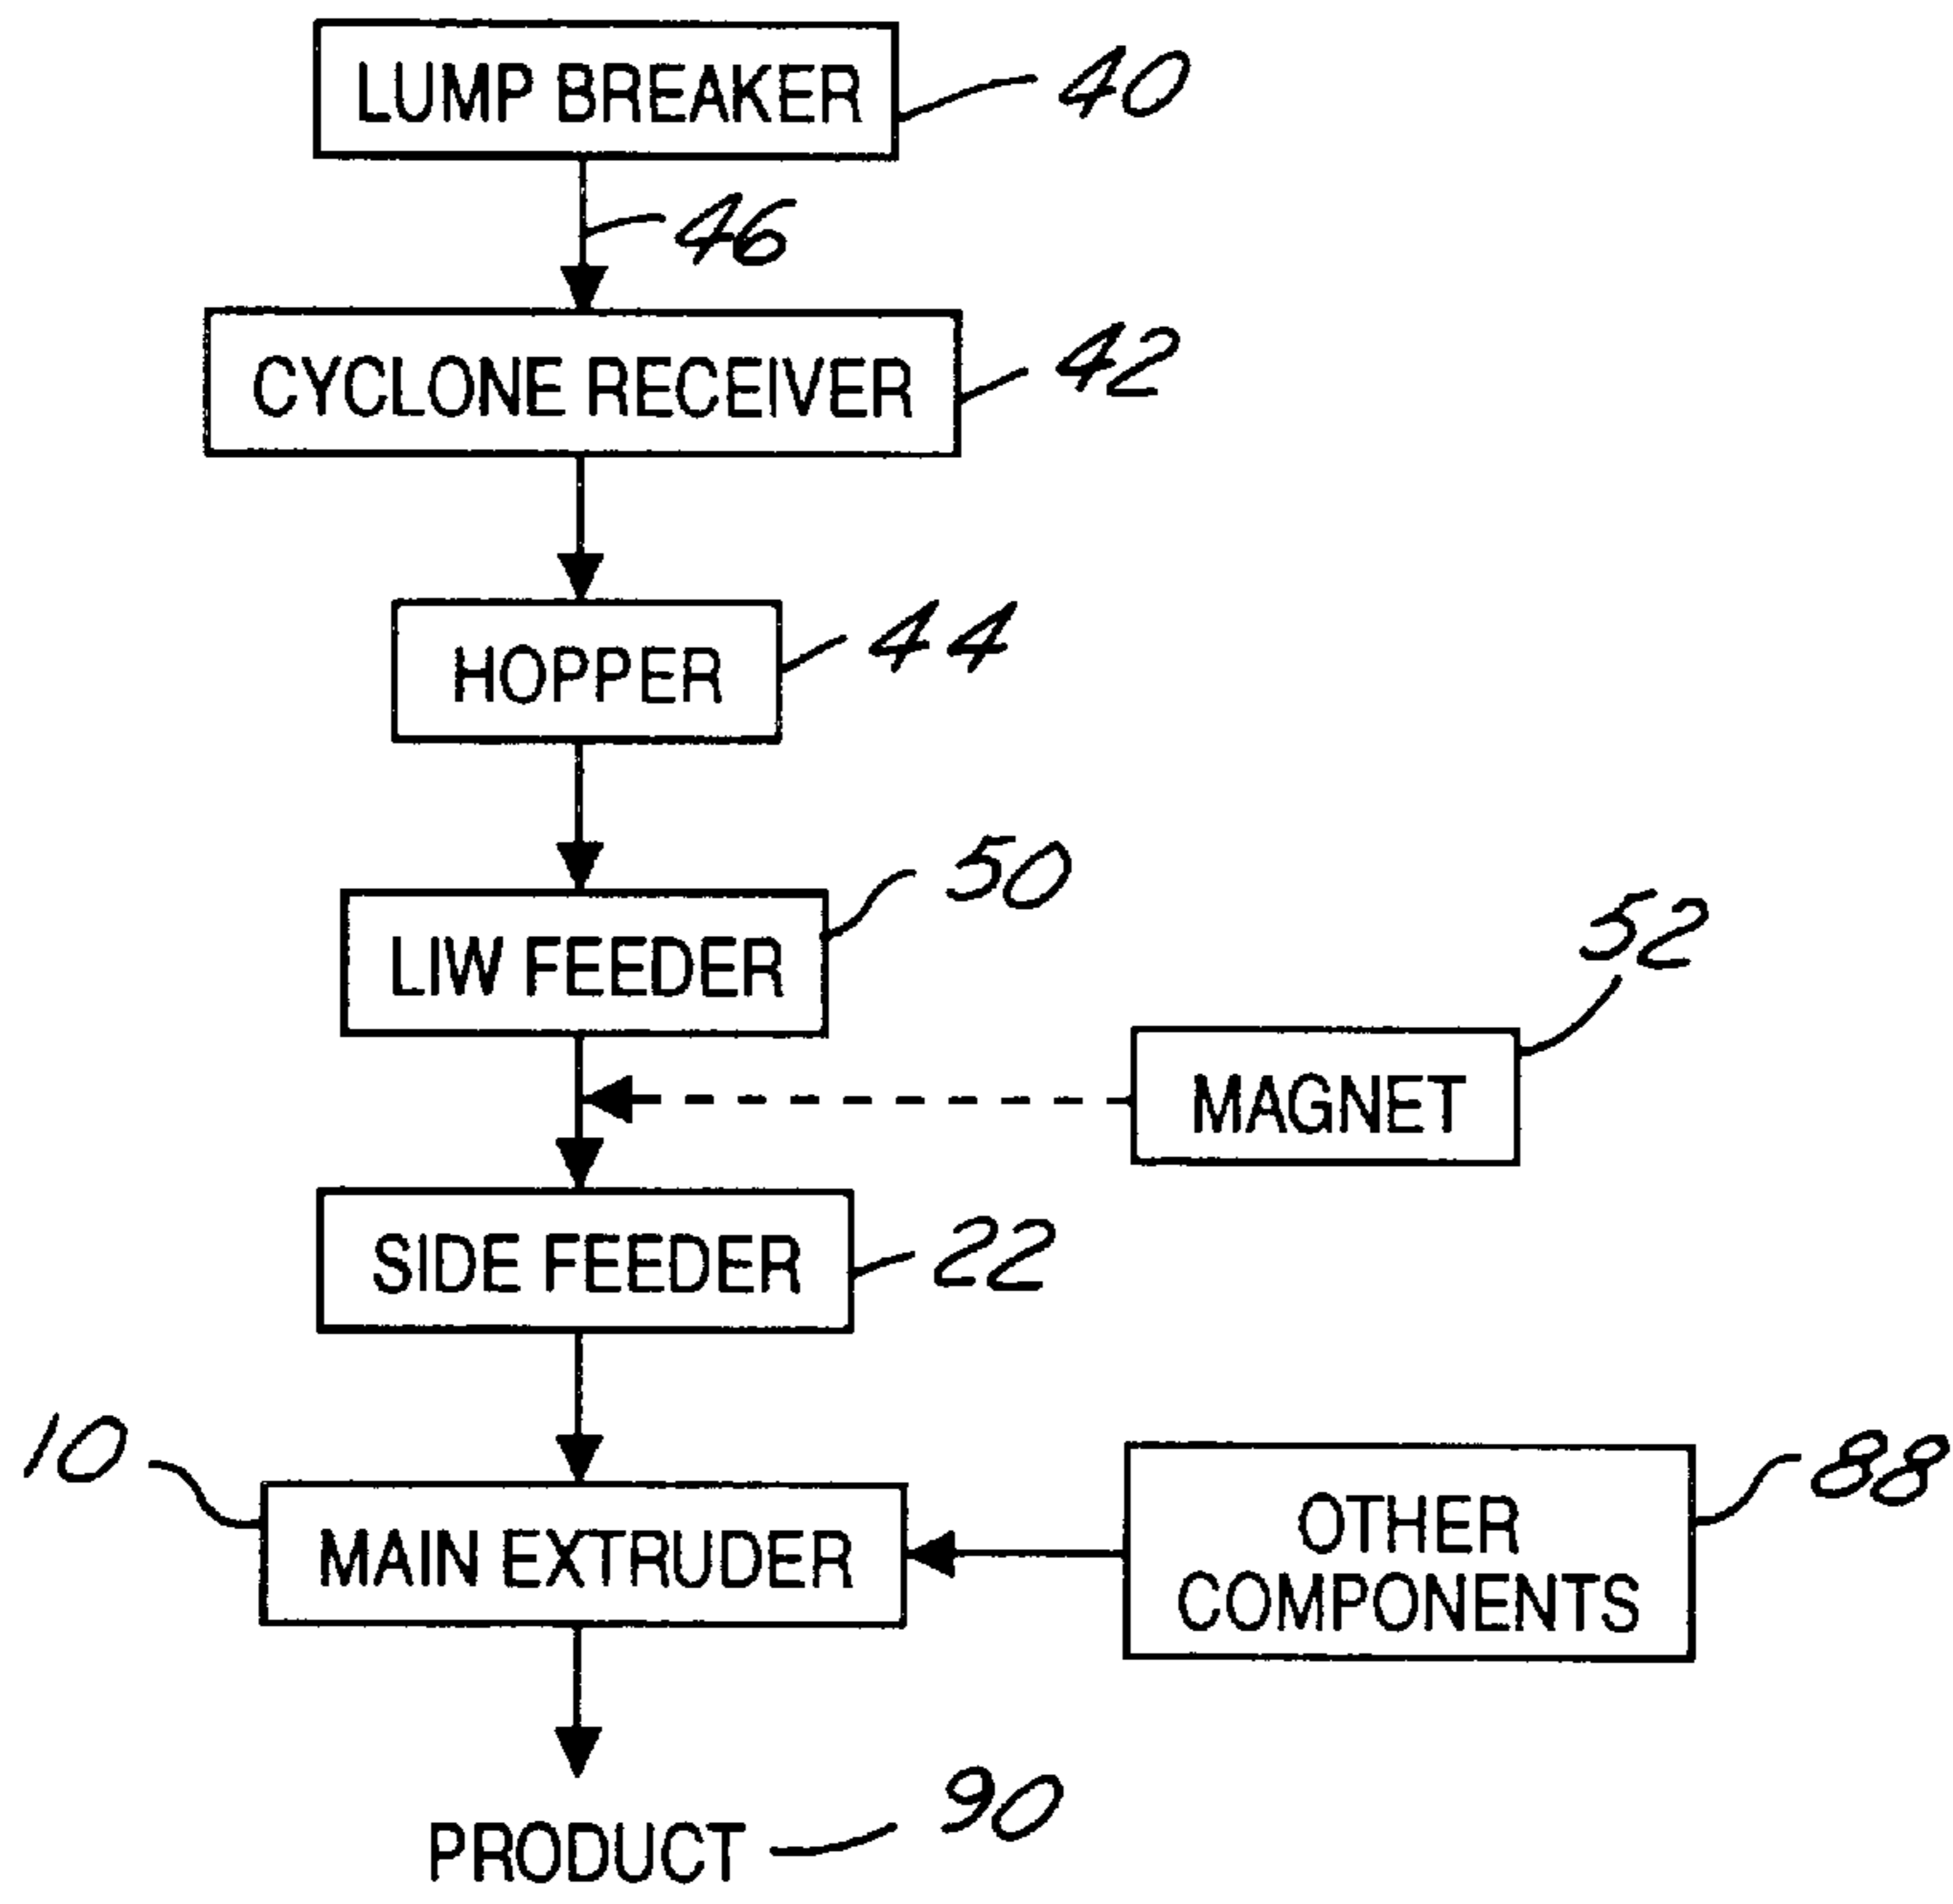 LUMP BREAKER
40
46
CYCLONE RECEIVER
42
HOPPER
44
LIW FEEDER
50
52
MAGNET
SIDE FEEDER
22
10
MAIN EXTRUDER
88
OTHER
COMPONENTS
PRODUCT
90